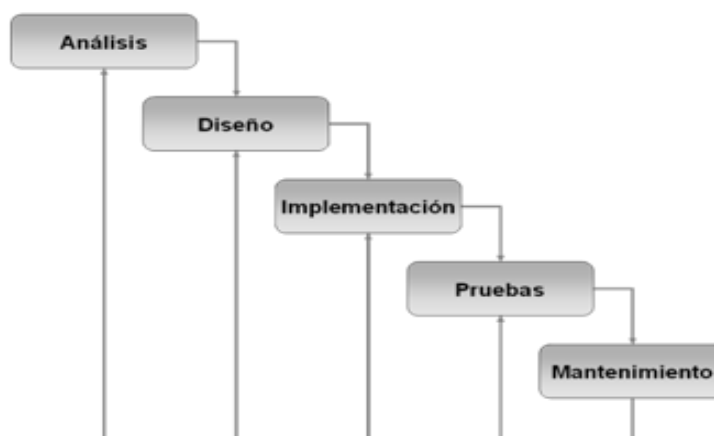 Análisis
Diseño
Implementación
Pruebas
Mantenimiento